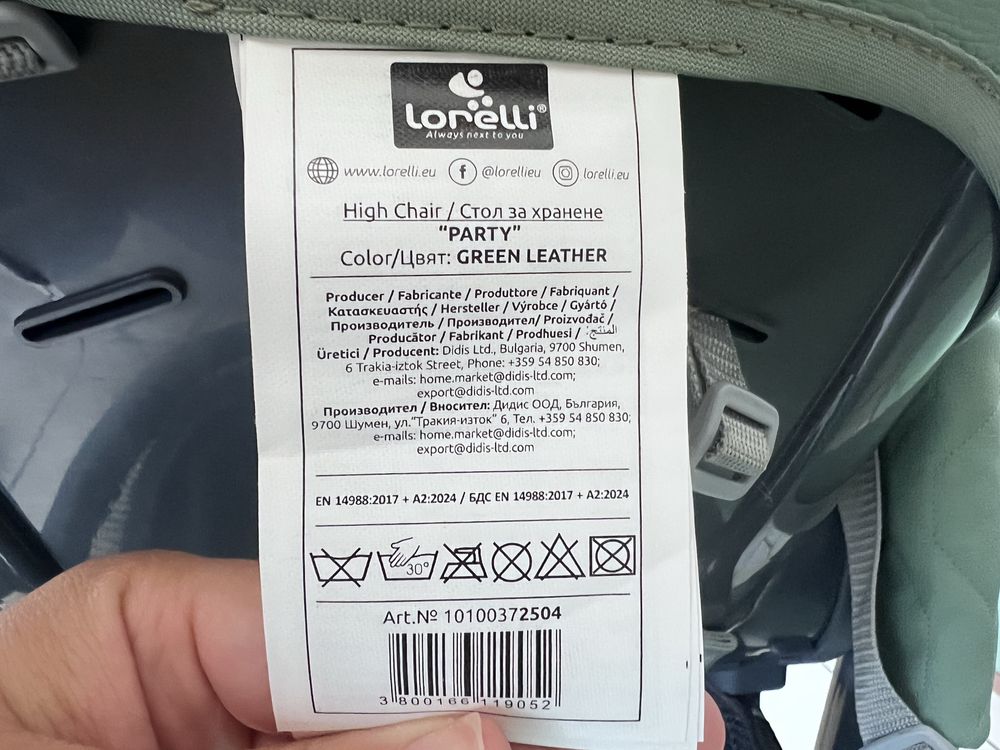 lorelli®
Always next to you
www.lorelli.eu @lorellieu lorelli.eu
High Chair / Стол за хранене
“PARTY”
Color/Цвят: GREEN LEATHER
Producer / Fabricante / Produttore / Fabriquant /
Κατασκευαστής / Hersteller / Výrobce / Gyártó /
Производитель / Производител/ Proizvođač /
Producător / Fabrikant / Prodhuesi / المنتج:
Üretici / Producent: Didis Ltd., Bulgaria, 9700 Shumen,
6 Trakia-iztok Street, Phone: +359 54 850 830;
e-mails: home.market@didis-ltd.com;
export@didis-ltd.com
Производител / Вносител: Дидис ООД, България,
9700 Шумен, ул.“Тракия-изток” 6, Тел. +359 54 850 830;
e-mails: home.market@didis-ltd.com;
export@didis-ltd.com
EN 14988:2017 + A2:2024 / БДС EN 14988:2017 + A2:2024
30°
Art.№ 10100372504
3 800166 119052